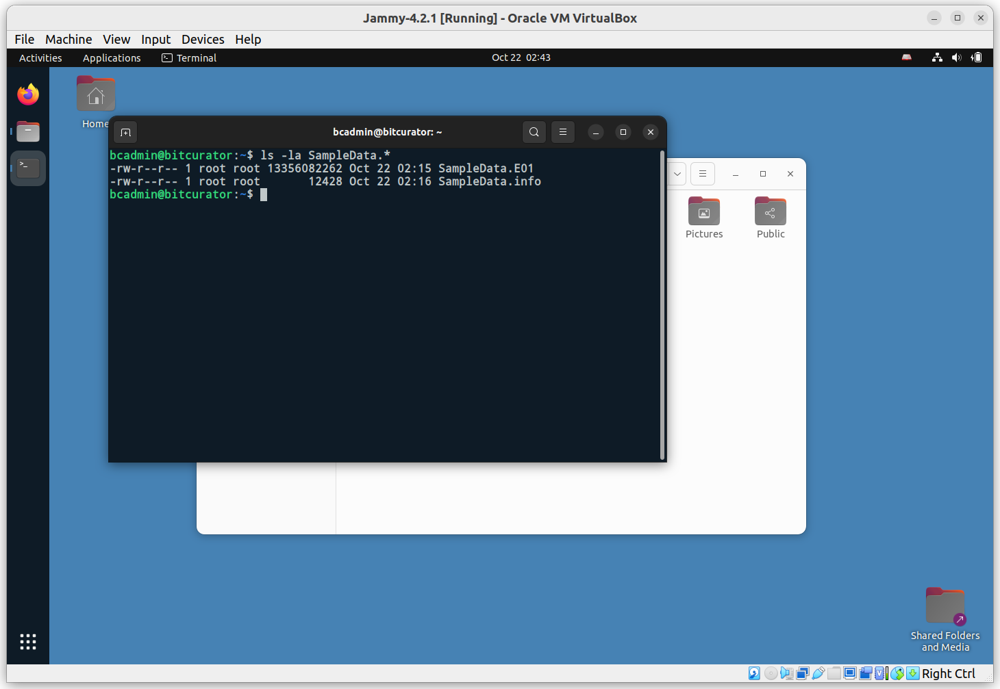 Jammy-4.2.1 [Running] - Oracle VM VirtualBox
File Machine View Input Devices Help
Activities Applications Terminal Oct 22 02:43
Home
bcadmin@bitcurator: ~
bcadmin@bitcurator:~$ ls -la SampleData.*
-rw-r--r-- 1 root root 13356082262 Oct 22 02:15 SampleData.E01
-rw-r--r-- 1 root root       12428 Oct 22 02:16 SampleData.info
bcadmin@bitcurator:~$
Pictures Public
Shared Folders
and Media
Right Ctrl